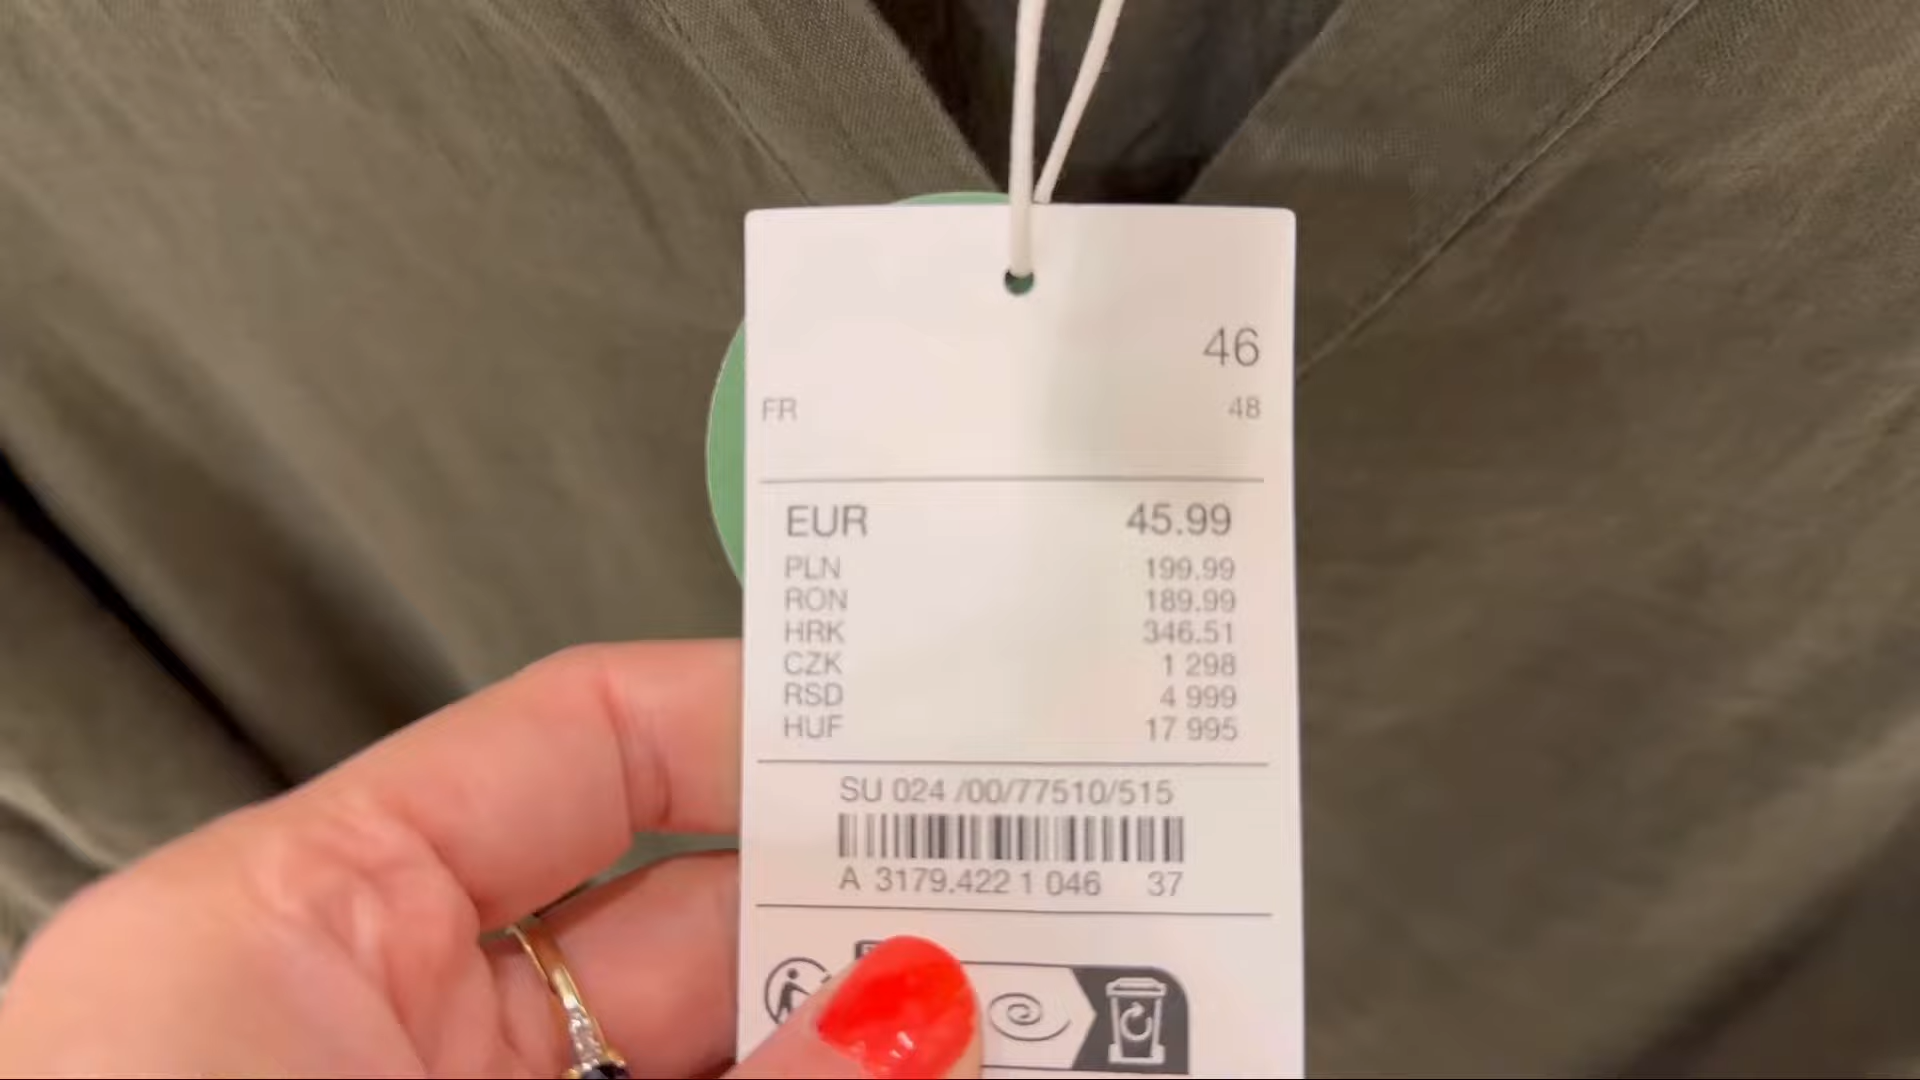 46
FR 48
EUR 45.99
PLN 199.99
RON 189.99
HRK 346.51
CZK 1 298
RSD 4 999
HUF 17 995
SU 024 /00/77510/515
A 3179.422 1 046 37